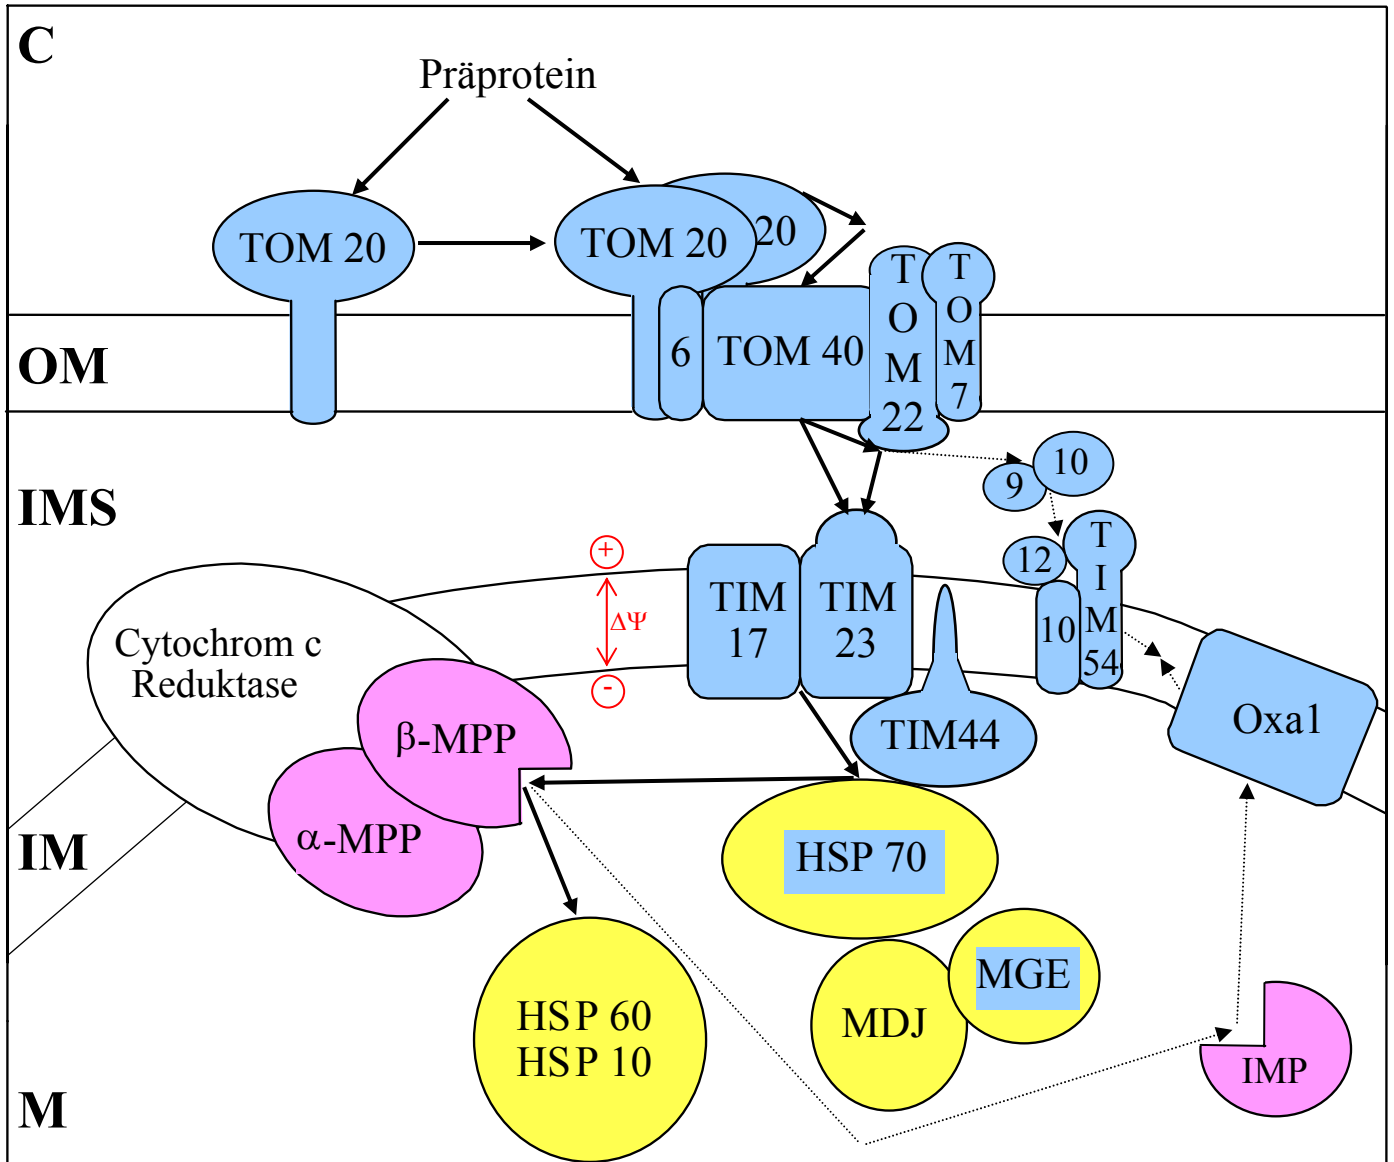 C
Präprotein
TOM 20
TOM 20
20
6
TOM 40
T
O
M
22
T
O
M
7
OM
IMS
9
10
12
10
T
I
M
54
+
ΔΨ
-
TIM
17
TIM
23
TIM44
Oxa1
Cytochrom c
Reduktase
β-MPP
α-MPP
IM
HSP 70
MGE
MDJ
HSP 60
HSP 10
IMP
M